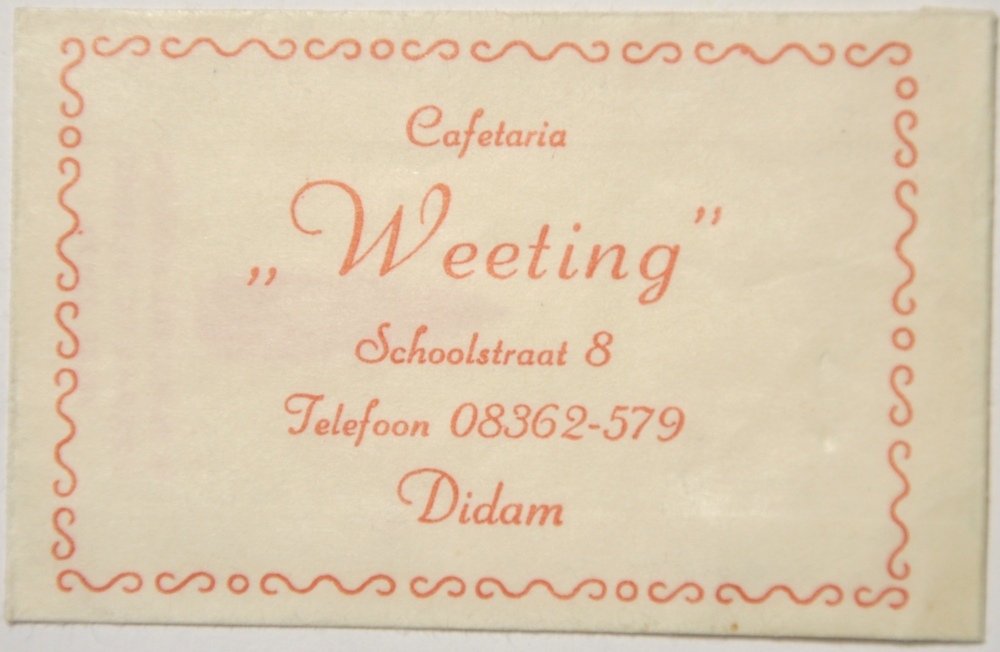 Cafetaria
„Weeting”
Schoolstraat 8
Telefoon 08362-579
Didam